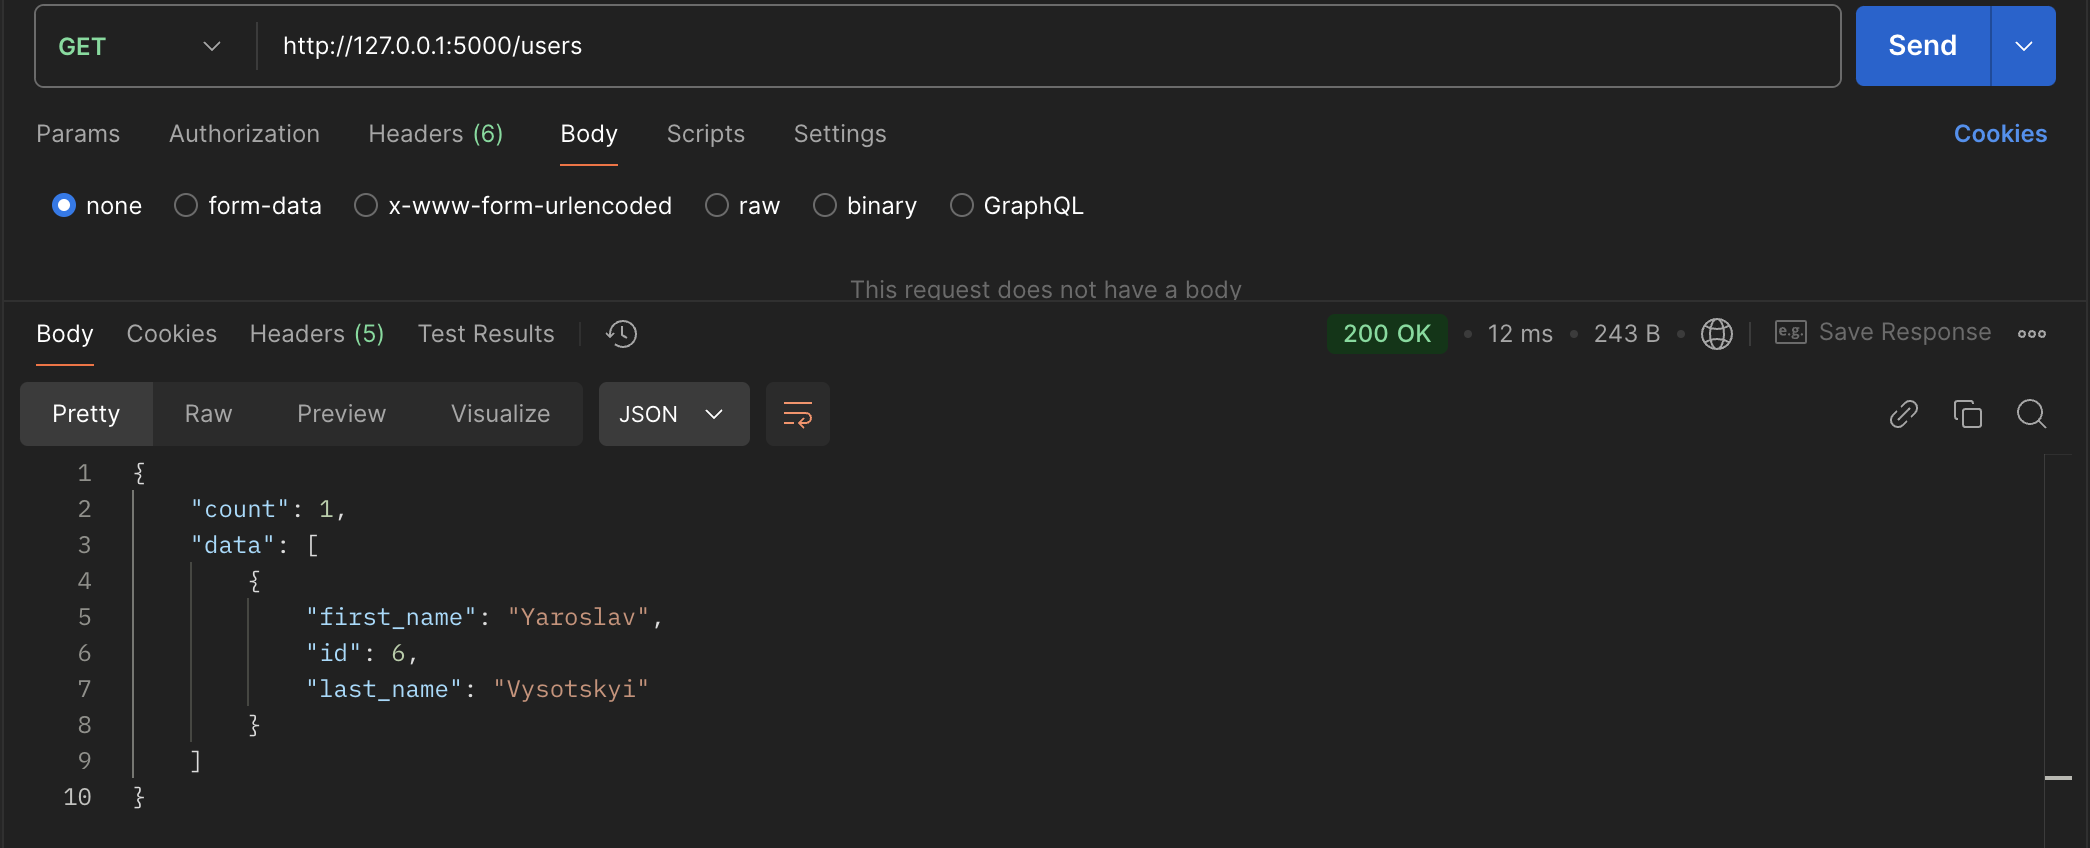 GET http://127.0.0.1:5000/users Send
Params Authorization Headers (6) Body Scripts Settings Cookies
none form-data x-www-form-urlencoded raw binary GraphQL
This request does not have a body
Body Cookies Headers (5) Test Results 200 OK • 12 ms • 243 B • e.g. Save Response
Pretty Raw Preview Visualize JSON
1 {
2 "count": 1,
3 "data": [
4 {
5 "first_name": "Yaroslav",
6 "id": 6,
7 "last_name": "Vysotskyi"
8 }
9 ]
10 }